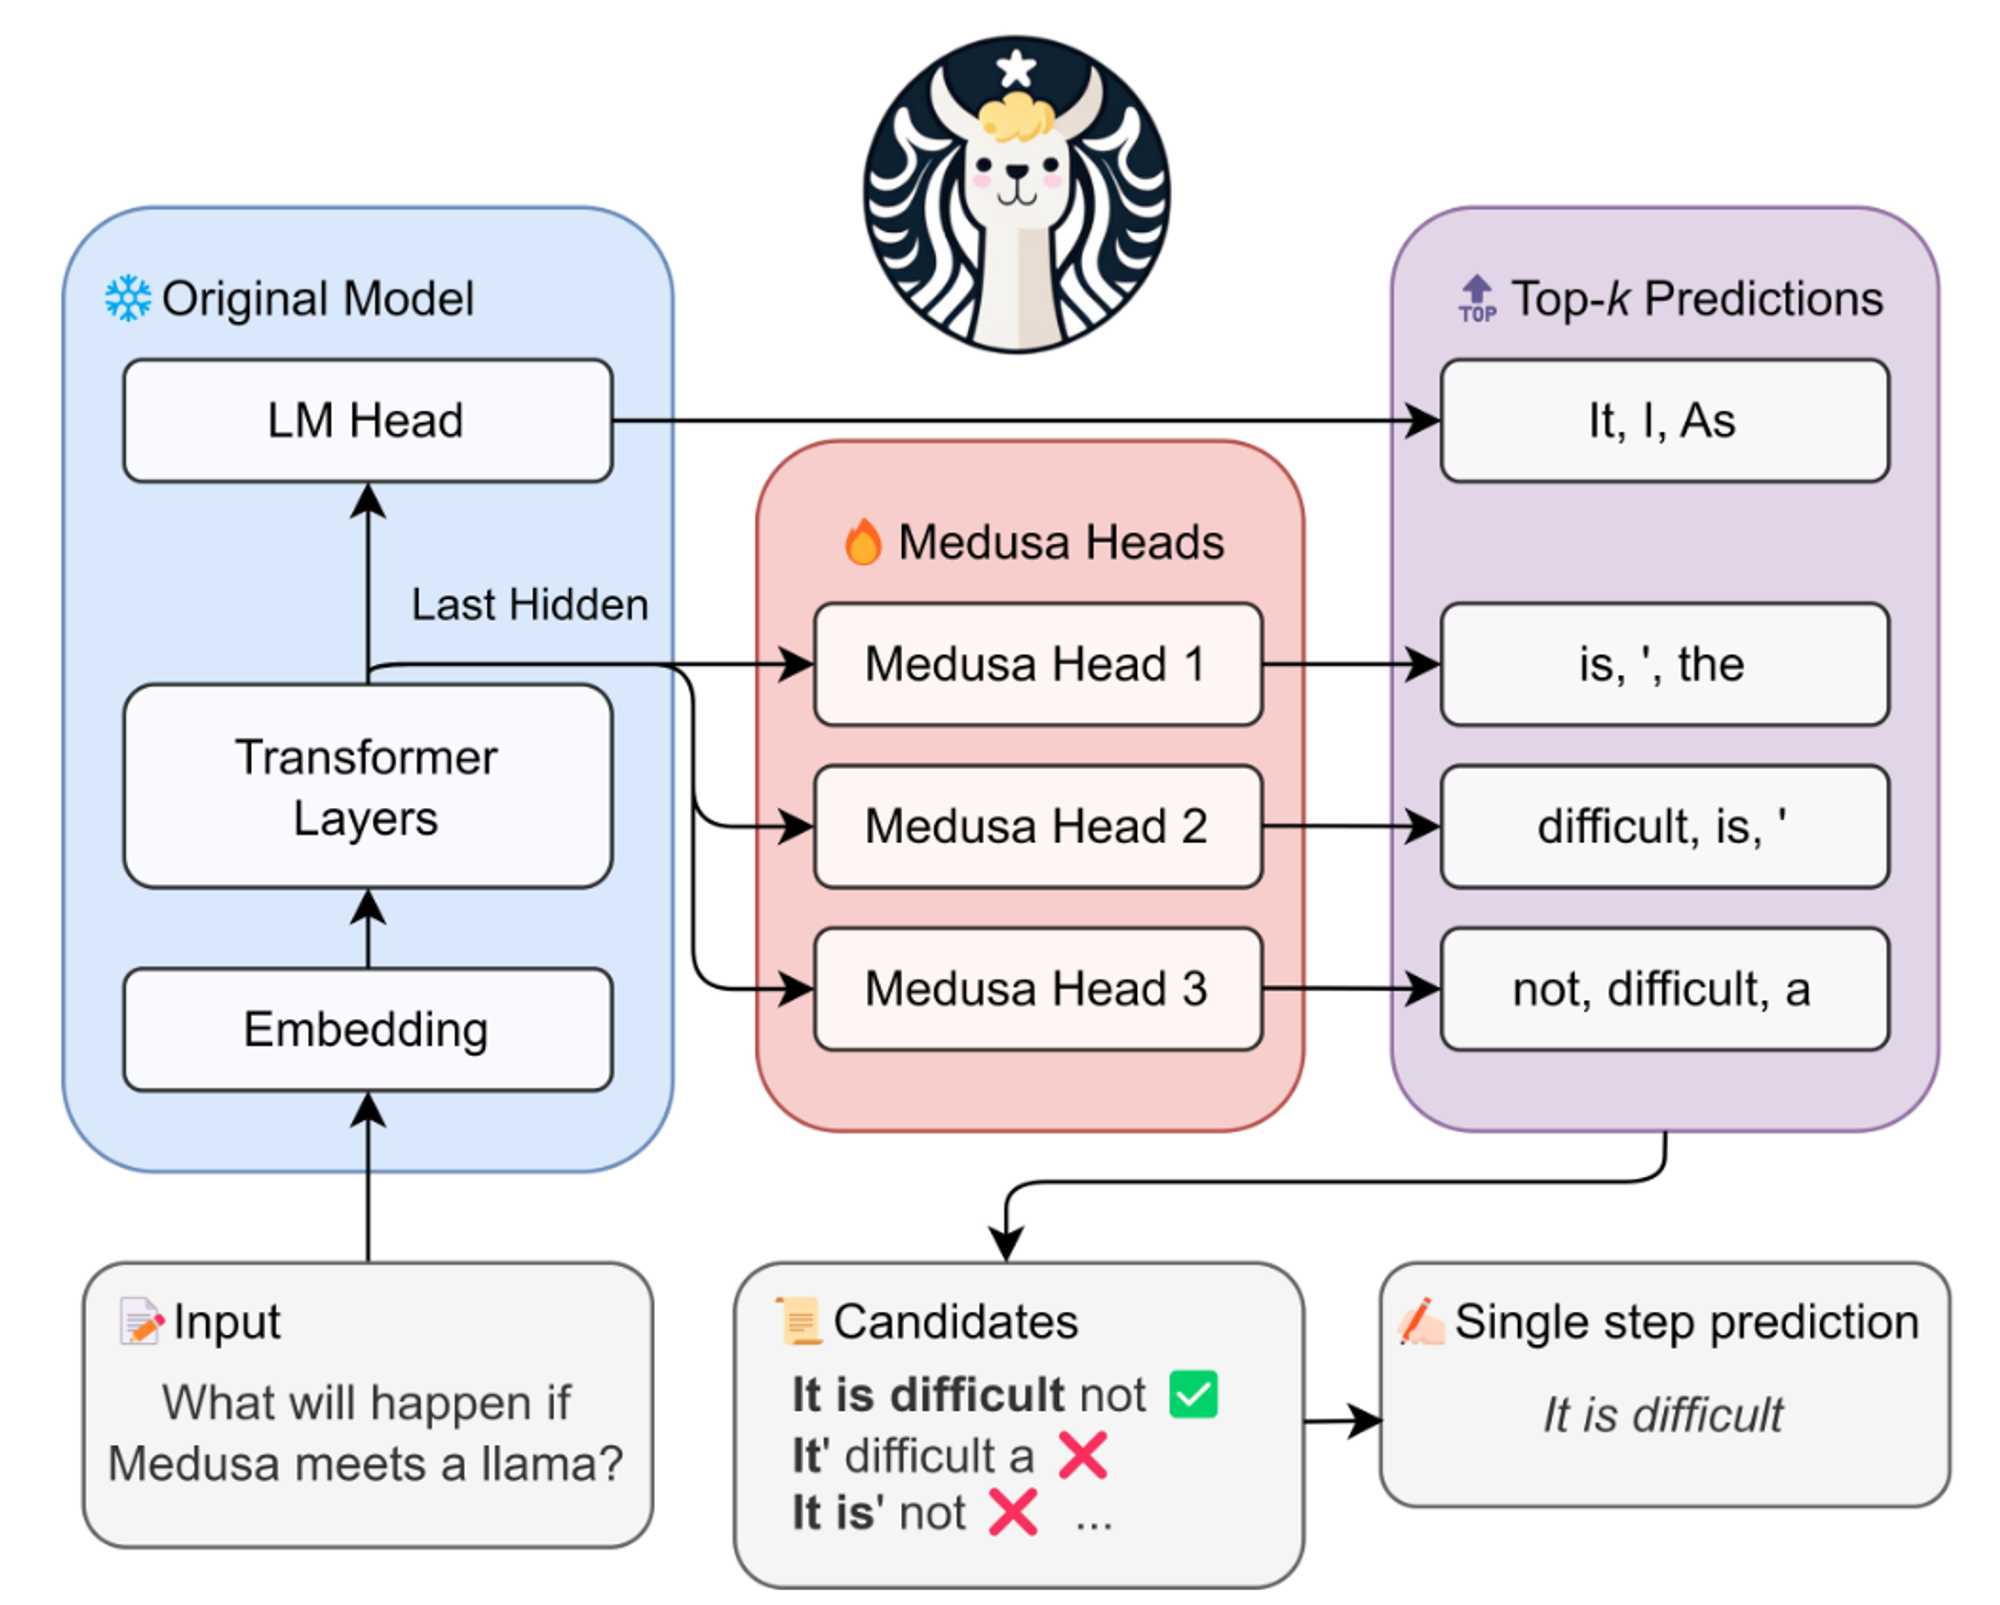 Original Model
LM Head
Last Hidden
Transformer
Layers
Embedding
Medusa Heads
Medusa Head 1
Medusa Head 2
Medusa Head 3
TOP
Top-k Predictions
It, I, As
is, ', the
difficult, is, '
not, difficult, a
Input
What will happen if
Medusa meets a llama?
Candidates
It is difficult not
It' difficult a
It is' not ...
Single step prediction
It is difficult